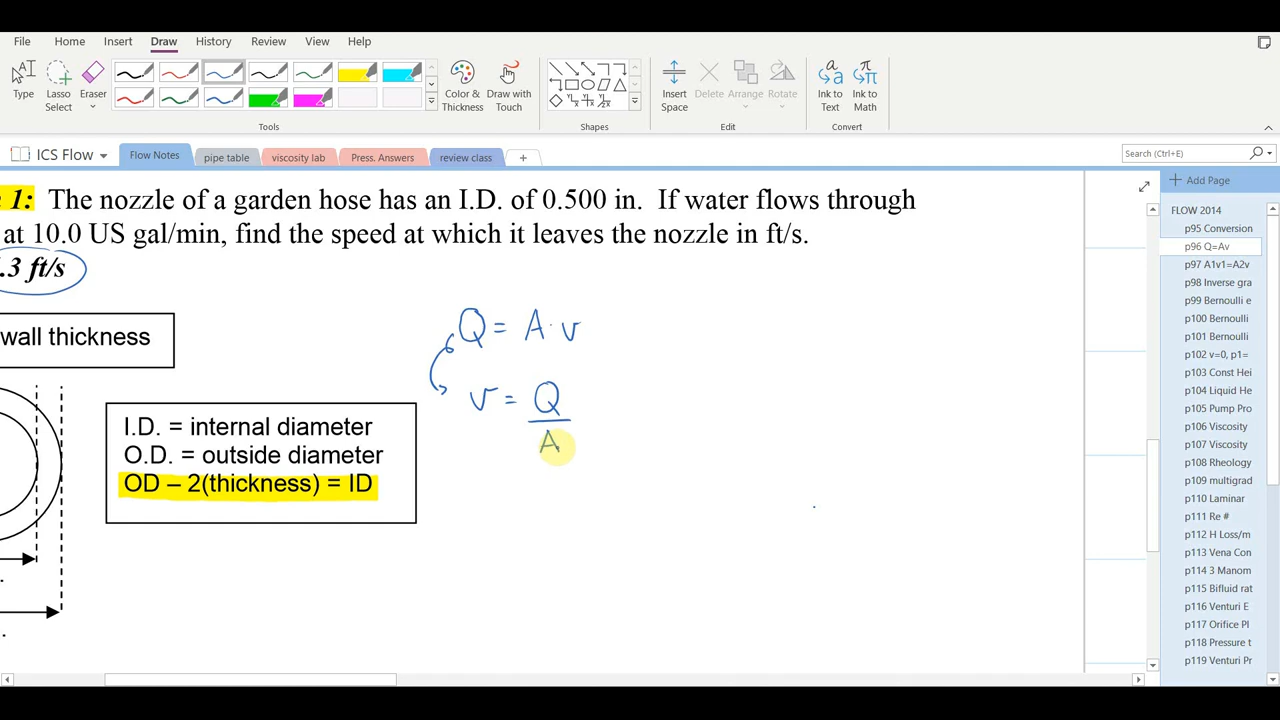 File Home Insert Draw History Review View Help
Type
Lasso Select
Eraser
Color & Thickness
Draw with Touch
Insert Space
Delete
Arrange
Rotate
Ink to Text
Ink to Math
Tools
Shapes
Edit
Convert
ICS Flow
Flow Notes
pipe table
viscosity lab
Press. Answers
review class
Search (Ctrl+E)
1: The nozzle of a garden hose has an I.D. of 0.500 in. If water flows through
at 10.0 US gal/min, find the speed at which it leaves the nozzle in ft/s.
.3 ft/s
wall thickness
Q = A · v
v = Q
A
I.D. = internal diameter
O.D. = outside diameter
OD – 2(thickness) = ID
Add Page
FLOW 2014
p95 Conversion
p96 Q=Av
p97 A1v1=A2v
p98 Inverse gra
p99 Bernoulli e
p100 Bernoulli
p101 Bernoulli
p102 v=0, p1=
p103 Const Hei
p104 Liquid He
p105 Pump Pro
p106 Viscosity
p107 Viscosity
p108 Rheology
p109 multigrad
p110 Laminar
p111 Re #
p112 H Loss/m
p113 Vena Con
p114 3 Manom
p115 Bifluid rat
p116 Venturi E
p117 Orifice Pl
p118 Pressure t
p119 Venturi Pr